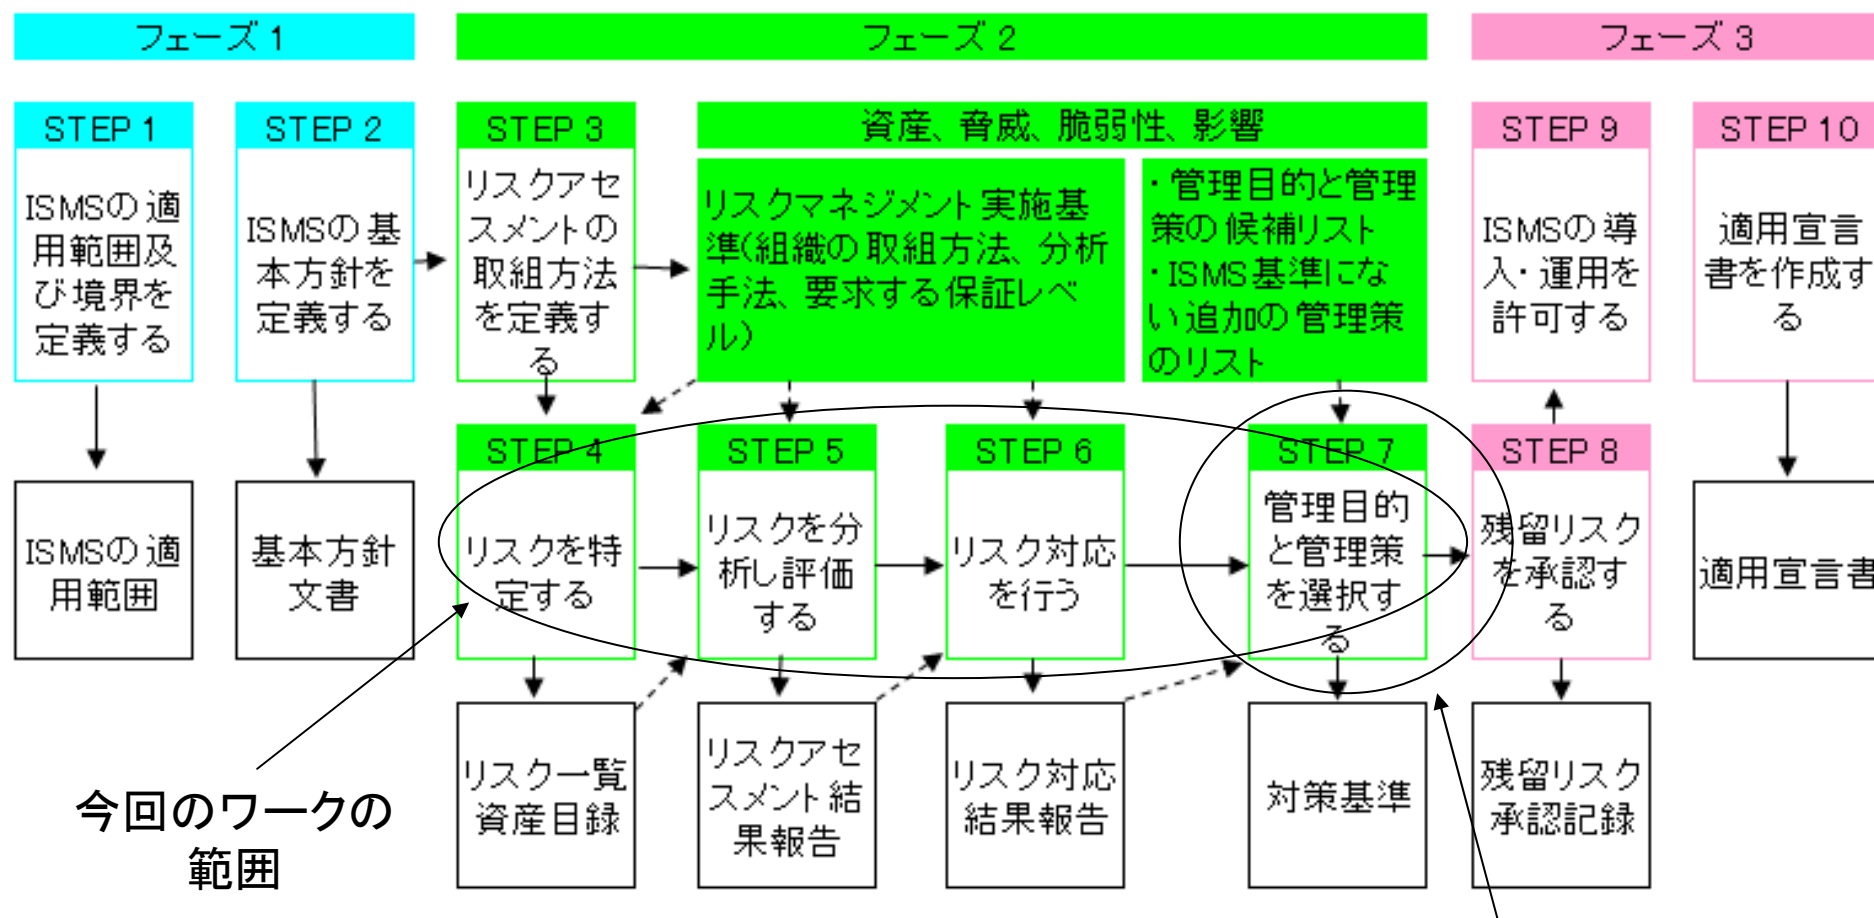 フェーズ 1
フェーズ 2
フェーズ 3
STEP 1
ISMSの適
用範囲及
び境界を
定義する
STEP 2
ISMSの基
本方針を
定義する
STEP 3
リスクアセ
スメントの
取組方法
を定義す
る
資産、脅威、脆弱性、影響
リスクマネジメント実施基
準(組織の取組方法、分析
手法、要求する保証レベ
ル)
・管理目的と管理
策の候補リスト
・ISMS基準にな
い追加の管理策
のリスト
STEP 9
ISMSの導
入・運用を
許可する
STEP 10
適用宣言
書を作成す
る
ISMSの適
用範囲
基本方針
文書
STEP 4
リスクを特
定する
STEP 5
リスクを分
析し評価
する
STEP 6
リスク対応
を行う
STEP 7
管理目的
と管理策
を選択す
る
STEP 8
残留リスク
を承認す
る
適用宣言書
今回のワークの
範囲
リスク一覧
資産目録
リスクアセ
スメント結
果報告
リスク対応
結果報告
対策基準
残留リスク
承認記録